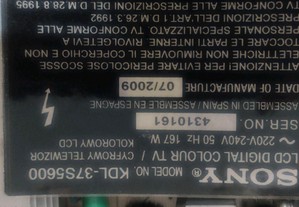 SONY® MODEL NO. KDL-37S5600
LCD DIGITAL COLOUR TV / CYFROWY TELEWIZOR
KOLOROWY LCD
~ 220V-240V 50 Hz 167 W
SER.NO. 4310161
ASSEMBLED IN SPAIN / ASSEMBLÉ EN ESPAGNE
DATE OF MANUFACTURE 07/2009
ATTENZIONE! PER EVITARE PERICOLOSE SCOSSE
ELETTRICHE NON RIMUOVERE IL COPERCHIO E NON
TOCCARE LE PARTI INTERNE RIVOLGETEVI A
PERSONALE SPECIALIZZATO TV CONFORME ALLE
PRESCRIZIONI DELL'ART 1 D M 26.3 1992
TV CONFORME ALLE
PRESCRIZIONI DEL D M 28.8 1995